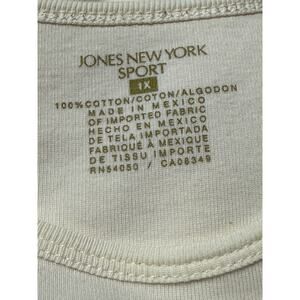 JONES NEW YORK
SPORT
1X
100% COTTON/COTON/ALGODON
MADE IN MEXICO
OF IMPORTED FABRIC
HECHO EN MEXICO
DE TELA IMPORTADA
FABRIQUÉ A MEXIQUE
DE TISSU IMPORTE
RN54050 / CA08349